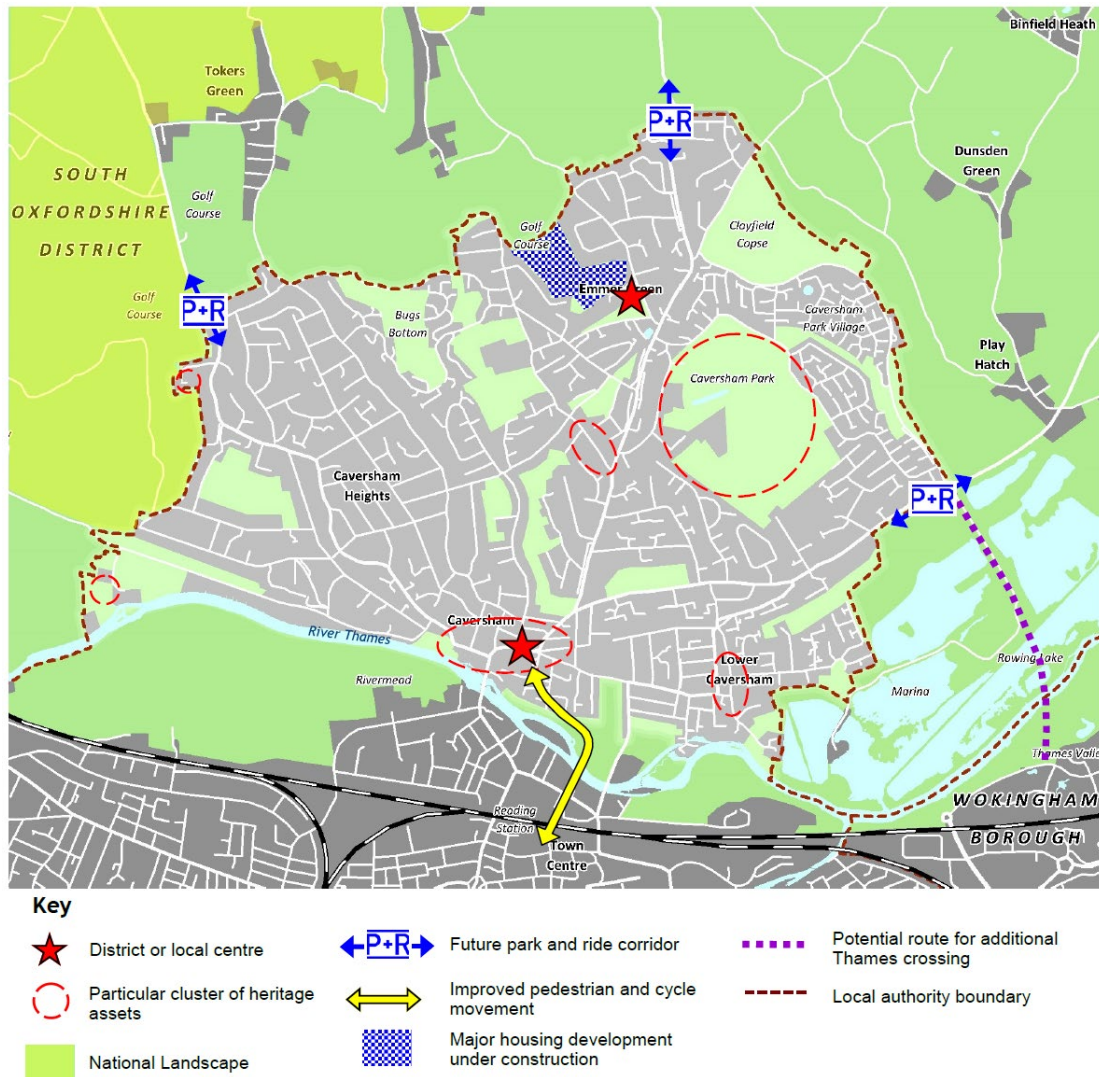 Binfield Heath
Tokers
Green
P+R
Dunsden
Green
SOUTH
OXFORDSHIRE
DISTRICT
Golf
Course
Golf
Course
Clayfield
Copse
Golf
Course
P+R
Emmer Green
Bugs
Bottom
Caversham
Park Village
Play
Hatch
Caversham Park
Caversham
Heights
P+R
Caversham
River Thames
Lower
Caversham
Rowing Lake
Rivermead
Marina
Thames Valle
Reading
Station
Town
Centre
WOKINGHAM
BOROUGH
Key
District or local centre
P+R
Future park and ride corridor
Potential route for additional
Thames crossing
Particular cluster of heritage
assets
Improved pedestrian and cycle
movement
Local authority boundary
National Landscape
Major housing development
under construction